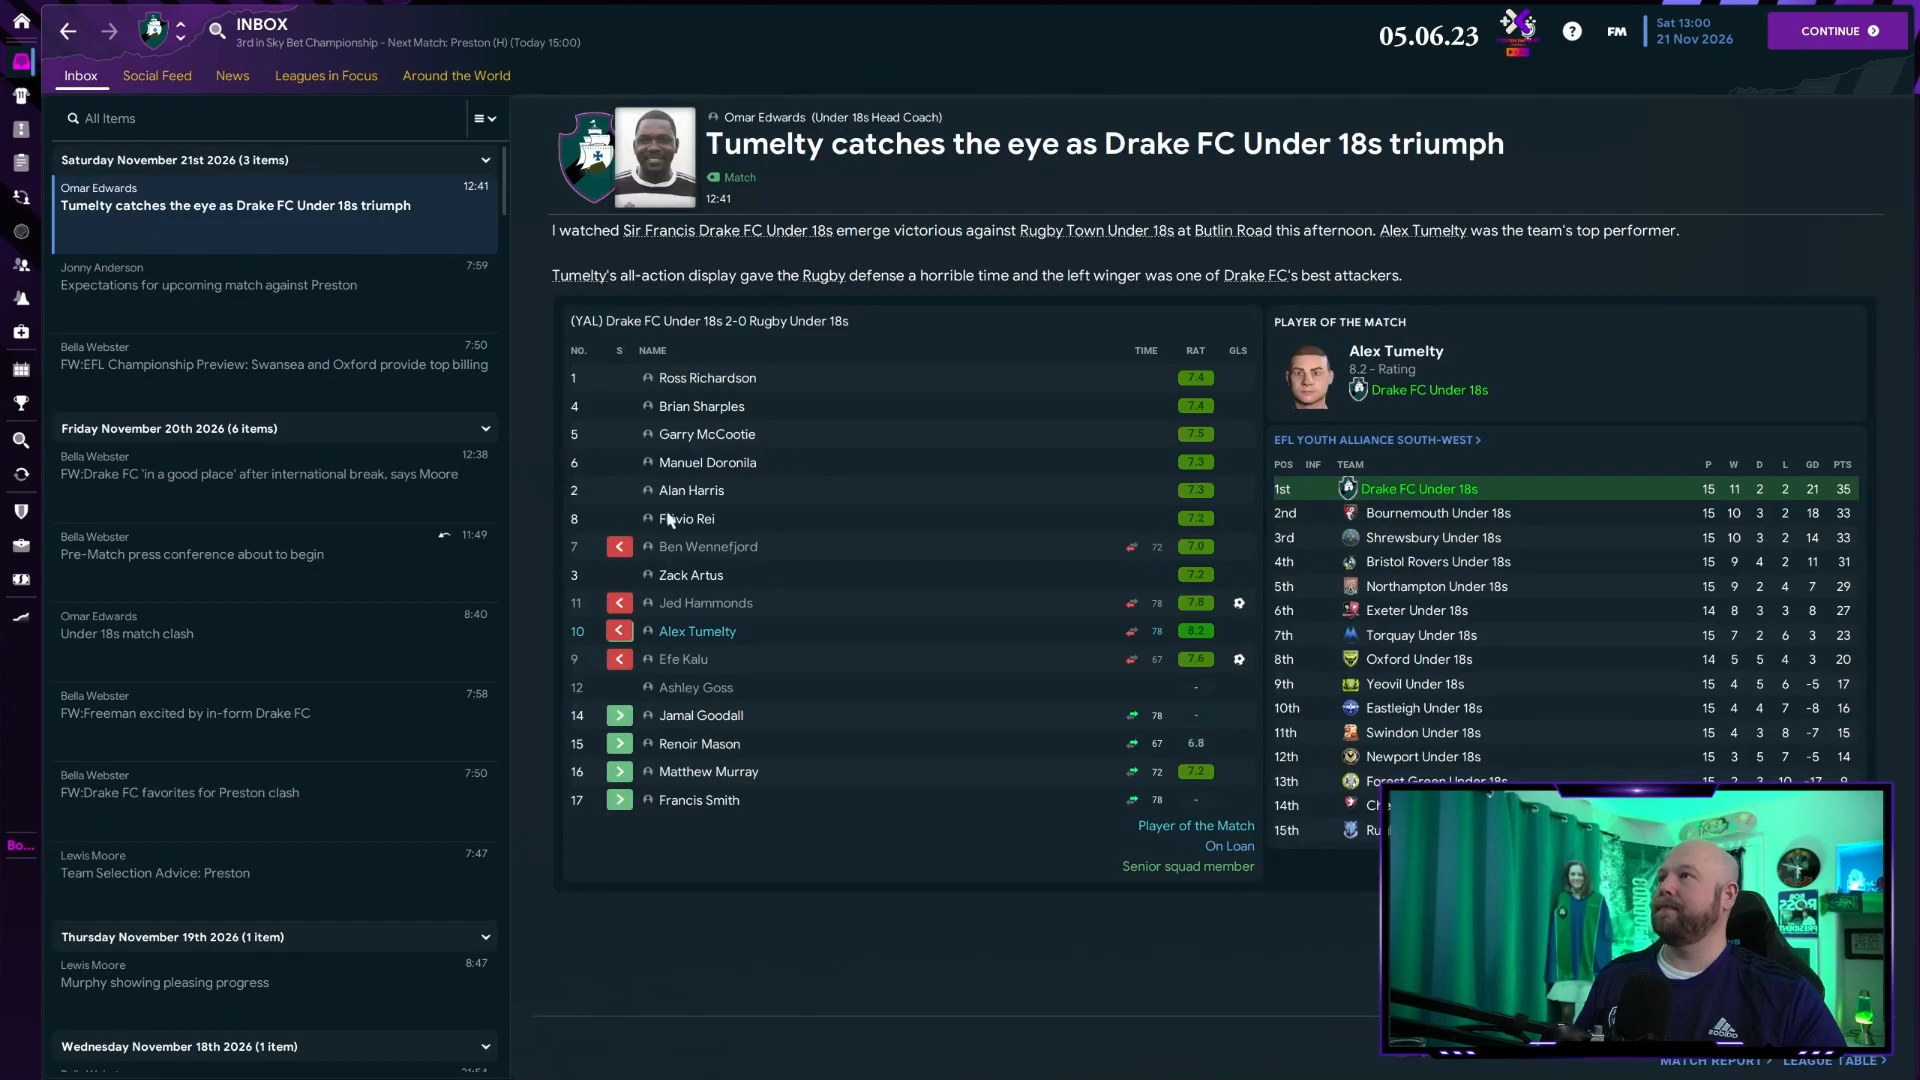 INBOX
3rd in Sky Bet Championship - Next Match: Preston (H) (Today 15:00)
05.06.23
FM
Sat 13:00
21 Nov 2026
CONTINUE
Inbox Social Feed News Leagues in Focus Around the World
All Items
Saturday November 21st 2026 (3 items)
Omar Edwards 12:41
Tumelty catches the eye as Drake FC Under 18s triumph
Jonny Anderson 7:59
Expectations for upcoming match against Preston
Bella Webster 7:50
FW:EFL Championship Preview: Swansea and Oxford provide top billing
Friday November 20th 2026 (6 items)
Bella Webster 12:38
FW:Drake FC 'in a good place' after international break, says Moore
Bella Webster 11:49
Pre-Match press conference about to begin
Omar Edwards 8:40
Under 18s match clash
Bella Webster 7:58
FW:Freeman excited by in-form Drake FC
Bella Webster 7:50
FW:Drake FC favorites for Preston clash
Lewis Moore 7:47
Team Selection Advice: Preston
Thursday November 19th 2026 (1 item)
Lewis Moore 8:47
Murphy showing pleasing progress
Wednesday November 18th 2026 (1 item)
Bo...
Omar Edwards (Under 18s Head Coach)
Tumelty catches the eye as Drake FC Under 18s triumph
Match
12:41
I watched Sir Francis Drake FC Under 18s emerge victorious against Rugby Town Under 18s at Butlin Road this afternoon. Alex Tumelty was the team's top performer.
Tumelty's all-action display gave the Rugby defense a horrible time and the left winger was one of Drake FC's best attackers.
(YAL) Drake FC Under 18s 2-0 Rugby Under 18s
NO. S NAME TIME RAT GLS
1 Ross Richardson 7.4
4 Brian Sharples 7.4
5 Garry McCootie 7.5
6 Manuel Doronila 7.3
2 Alan Harris 7.3
8 Rei 7.2
7 Ben Wennefjord 72 7.0
3 Zack Artus 7.2
11 Jed Hammonds 78 7.8
10 Alex Tumelty 78 8.2
9 Efe Kalu 67 7.6
12 Ashley Goss -
14 Jamal Goodall 78 -
15 Renoir Mason 67 6.8
16 Matthew Murray 72 7.2
17 Francis Smith 78 -
Player of the Match
On Loan
Senior squad member
PLAYER OF THE MATCH
Alex Tumelty
8.2 - Rating
Drake FC Under 18s
EFL YOUTH ALLIANCE SOUTH-WEST >
POS INF TEAM P W D L GD PTS
1st Drake FC Under 18s 15 11 2 2 21 35
2nd Bournemouth Under 18s 15 10 3 2 18 33
3rd Shrewsbury Under 18s 15 10 3 2 14 33
4th Bristol Rovers Under 18s 15 9 4 2 11 31
5th Northampton Under 18s 15 9 2 4 7 29
6th Exeter Under 18s 14 8 3 3 8 27
7th Torquay Under 18s 15 7 2 6 3 23
8th Oxford Under 18s 14 5 5 4 3 20
9th Yeovil Under 18s 15 4 5 6 -5 17
10th Eastleigh Under 18s 15 4 4 7 -8 16
11th Swindon Under 18s 15 4 3 8 -7 15
12th Newport Under 18s 15 3 5 7 -5 14
13th Forest Green Under 18s 15 2 3 10 -17 9
14th
15th
adidas
MATCH REPORT > LEAGUE TABLE >